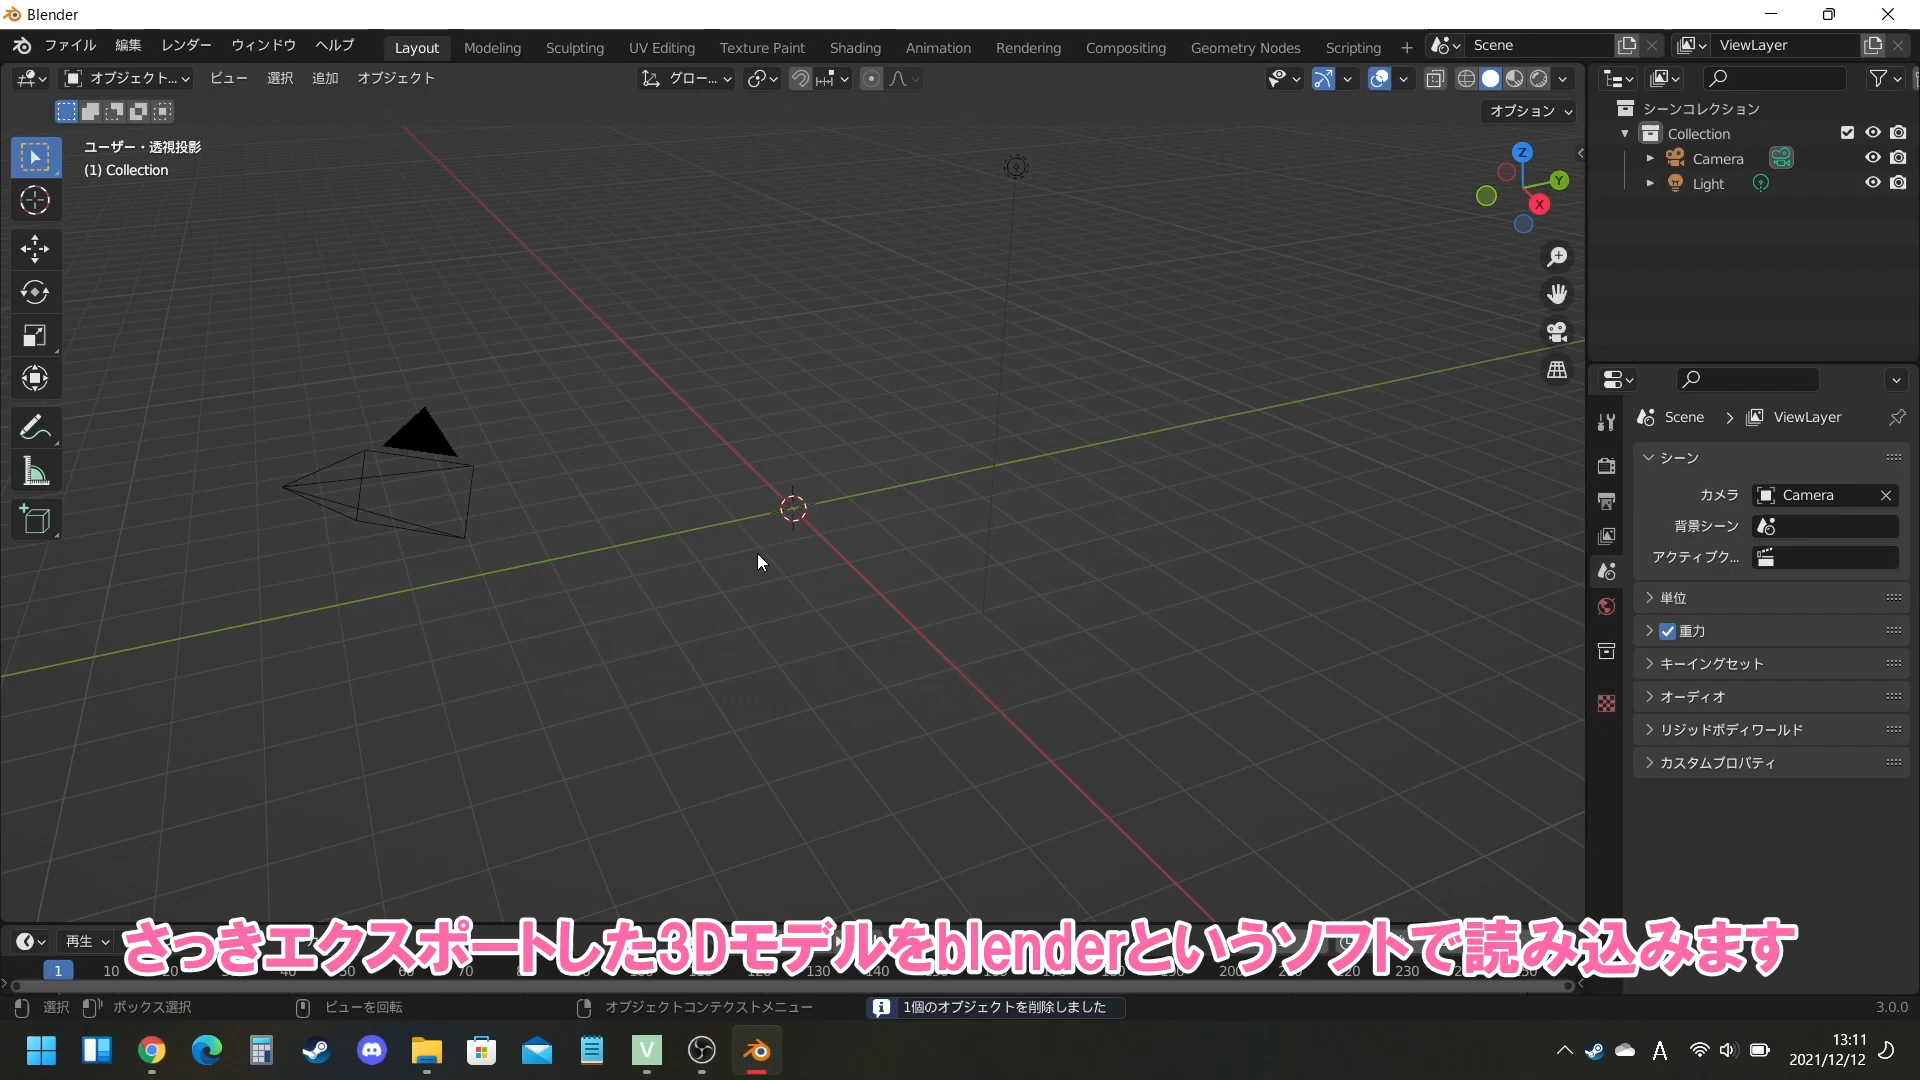 Blender
ファイル 編集 レンダー ウィンドウ ヘルプ Layout Modeling Sculpting UV Editing Texture Paint Shading Animation Rendering Compositing Geometry Nodes Scripting + Scene ViewLayer
オブジェクト... ビュー 選択 追加 オブジェクト グロー...
オプション
ユーザー・透視投影
(1) Collection
Z
Y
X
シーンコレクション
Collection
Camera
Light
Scene > ViewLayer
シーン
カメラ Camera
背景シーン
アクティブク...
単位
重力
キーイングセット
オーディオ
リジッドボディワールド
カスタムプロパティ
再生
さっきエクスポートした3Dモデルをblenderというソフトで読み込みます
1 10 20 40 50 60 70 100 120 130 140 200 220 230
選択 ボックス選択 ビューを回転 オブジェクトコンテクストメニュー 1個のオブジェクトを削除しました 3.0.0
V A 13:11
2021/12/12